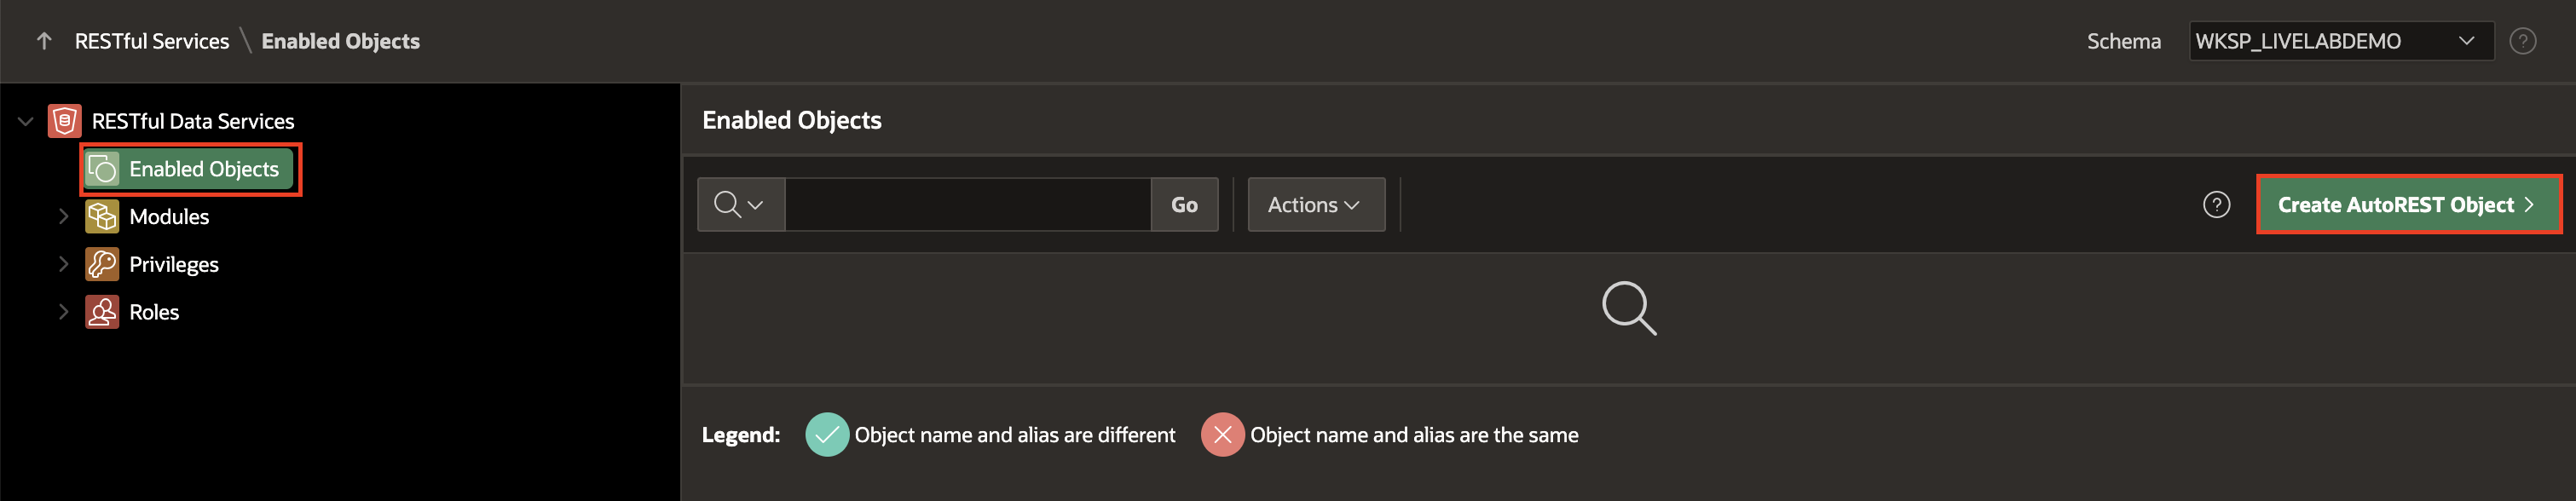 RESTful Services \ Enabled Objects
Schema WKSP_LIVELABDEMO ?
RESTful Data Services
Enabled Objects
Modules
Privileges
Roles
Enabled Objects
Go Actions ? Create AutoREST Object
Legend: Object name and alias are different Object name and alias are the same